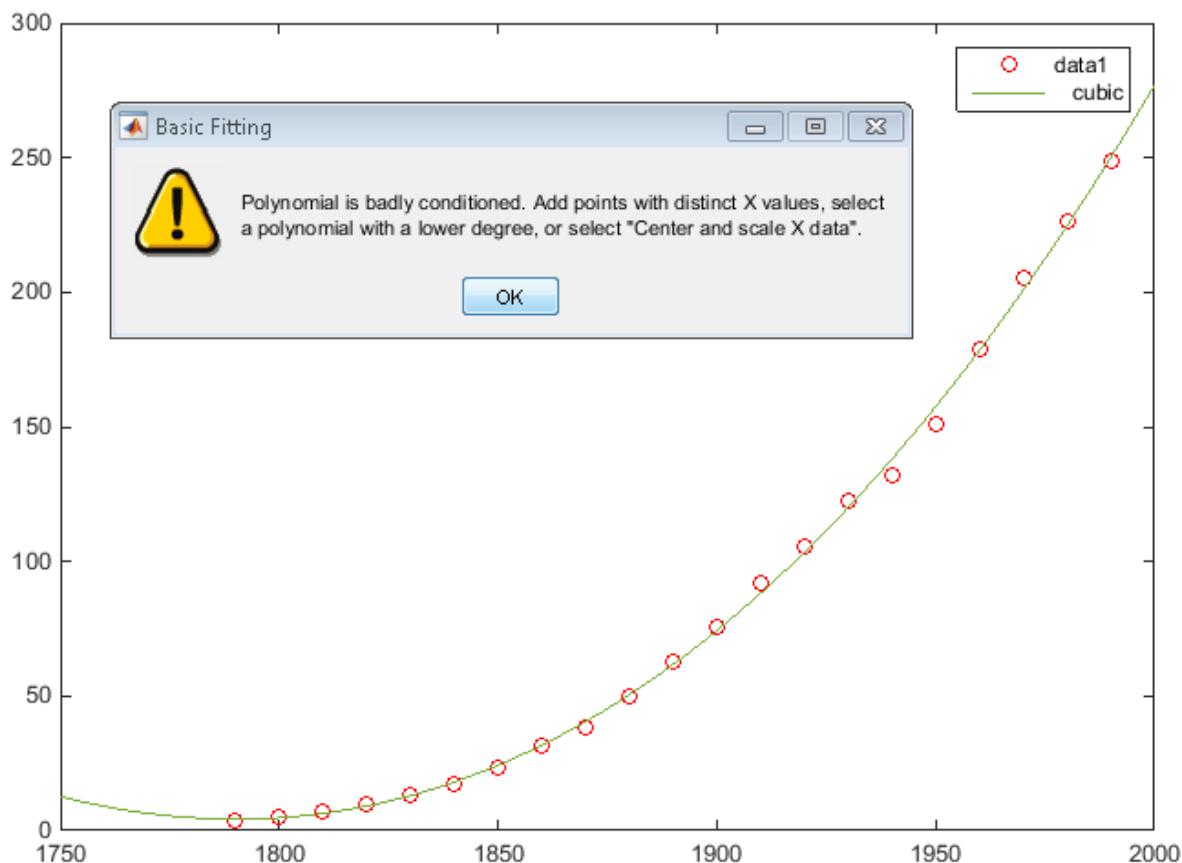 300
250
200
150
100
50
0
1750
1800
1850
1900
1950
2000
data1
cubic
Basic Fitting
Polynomial is badly conditioned. Add points with distinct X values, select
a polynomial with a lower degree, or select "Center and scale X data".
OK